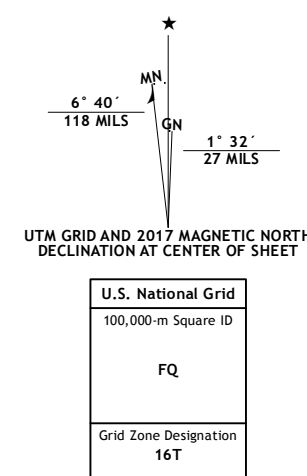 ★
MN
GN
6° 40´
118 MILS
1° 32´
27 MILS
UTM GRID AND 2017 MAGNETIC NORTH
DECLINATION AT CENTER OF SHEET
U.S. National Grid
100,000-m Square ID
FQ
Grid Zone Designation
16T